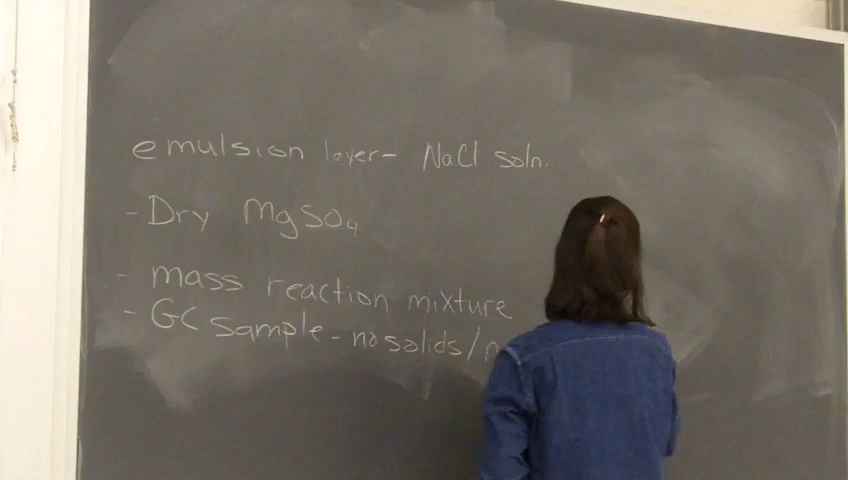 emulsion layer- NaCl soln.
- Dry MgSO₄
- mass reaction mixture
- GC sample - no solids/